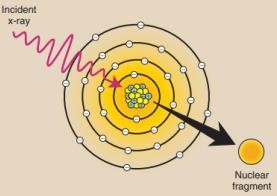 Incident
x-ray
Nuclear
fragment